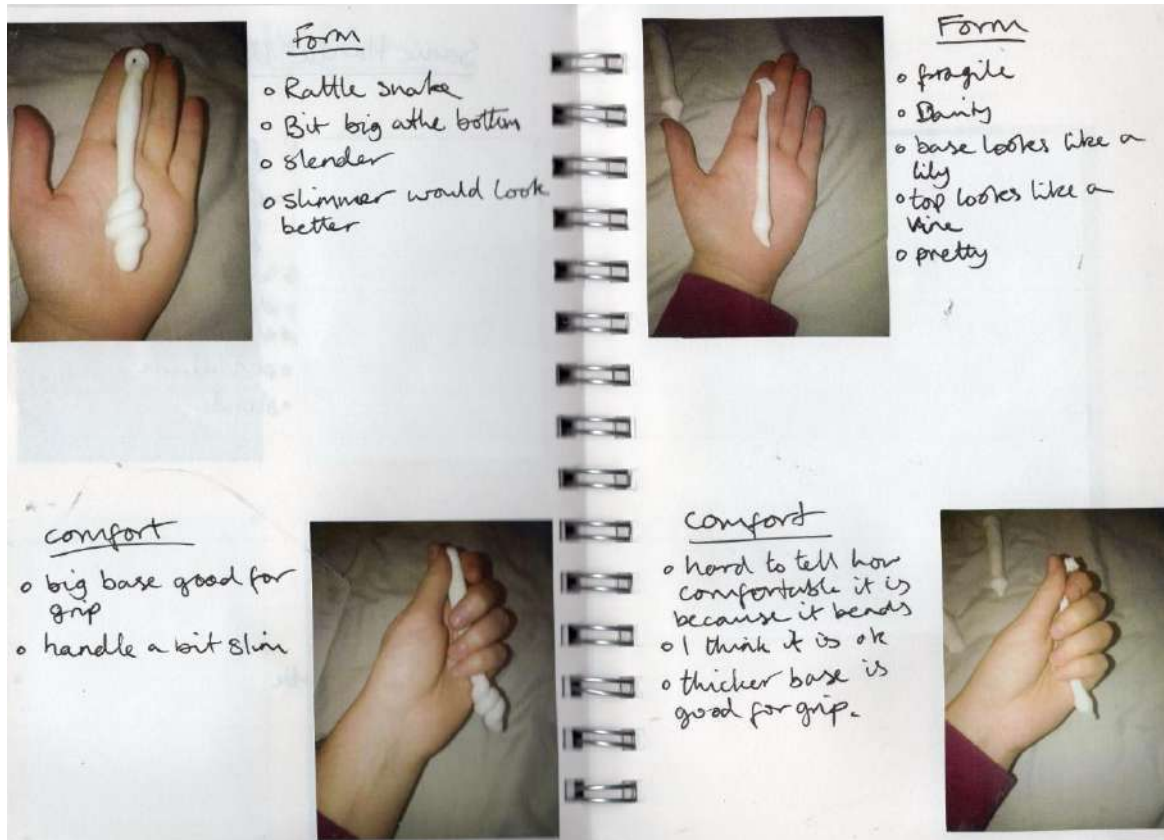 Form
o Rattle snake
o Bit big athe bottom
o slender
o slimmer would look
better
comfort
o big base good for
grip
o handle a bit slim
Form
o fragile
o Dainty
o base looks like a
lily
o top looks like a
vine
o pretty
comfort
o hard to tell how
comfortable it is
because it bends
o I think it is ok
o thicker base is
good for grip.